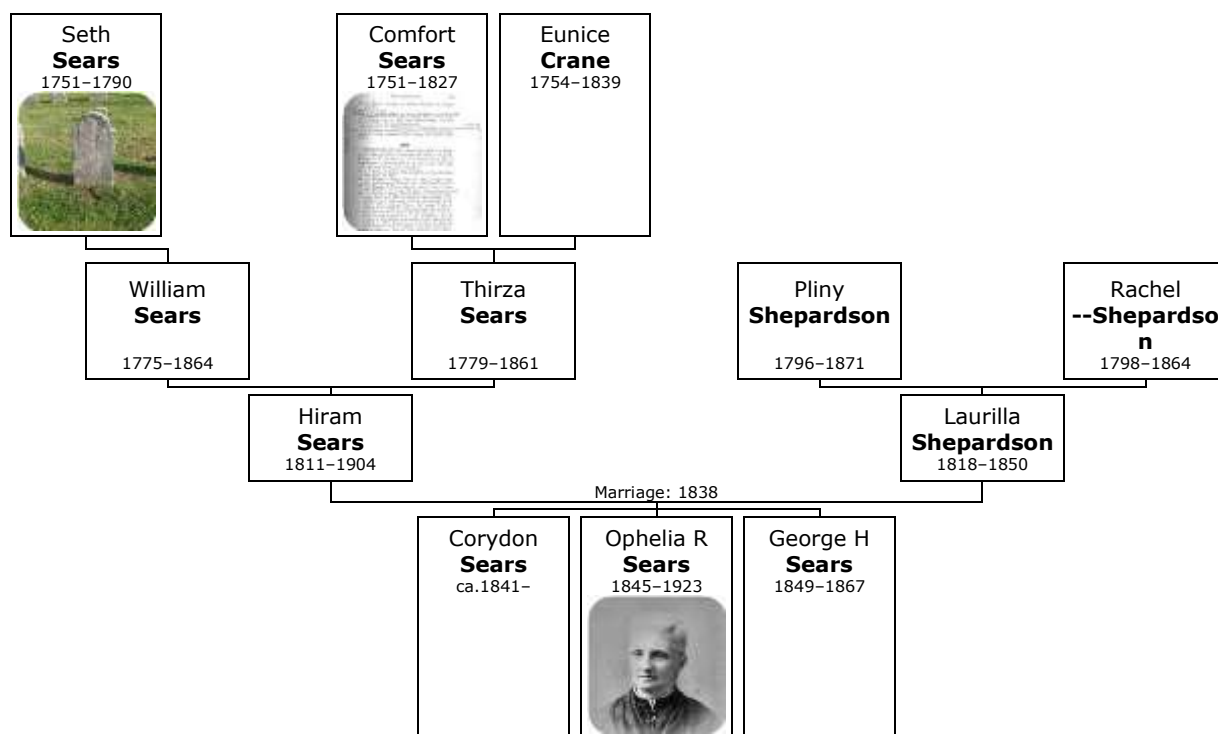 Seth
Sears
1751–1790
Comfort
Sears
1751–1827
Eunice
Crane
1754–1839
William
Sears
1775–1864
Thirza
Sears
1779–1861
Pliny
Shepardson
1796–1871
Rachel
--Shepardso
n
1798–1864
Hiram
Sears
1811–1904
Laurilla
Shepardson
1818–1850
Marriage: 1838
Corydon
Sears
ca.1841–
Ophelia R
Sears
1845–1923
George H
Sears
1849–1867